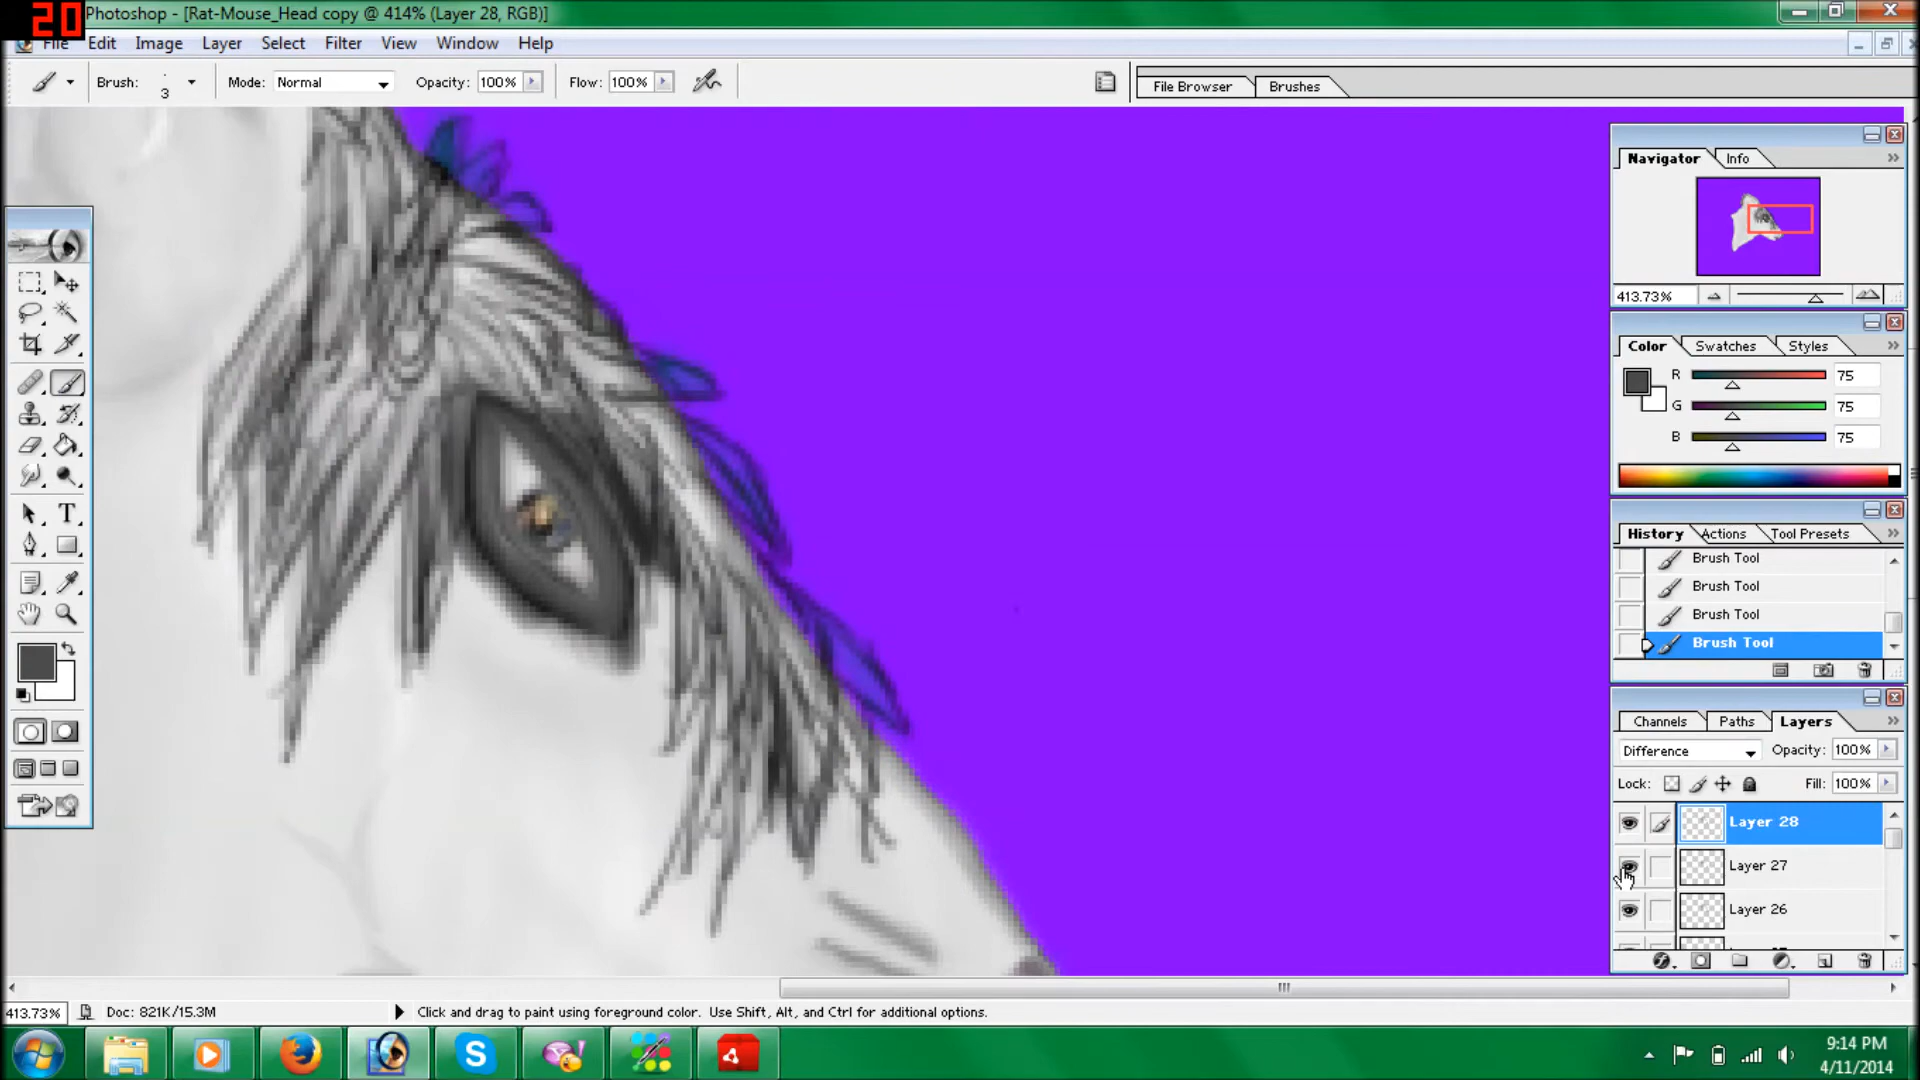 20
Photoshop - [Rat-Mouse_Head copy @ 414% (Layer 28, RGB)]
File Edit Image Layer Select Filter View Window Help
Brush: 3 Mode: Normal Opacity: 100% Flow: 100% File Browser Brushes
Navigator Info
413.73%
Color Swatches Styles
R 75
G 75
B 75
History Actions Tool Presets
Brush Tool
Brush Tool
Brush Tool
Brush Tool
Channels Paths Layers
Difference Opacity: 100%
Lock: Fill: 100%
Layer 28
Layer 27
Layer 26
413.73% Doc: 821K/15.3M Click and drag to paint using foreground color. Use Shift, Alt, and Ctrl for additional options.
9:14 PM
4/11/2014